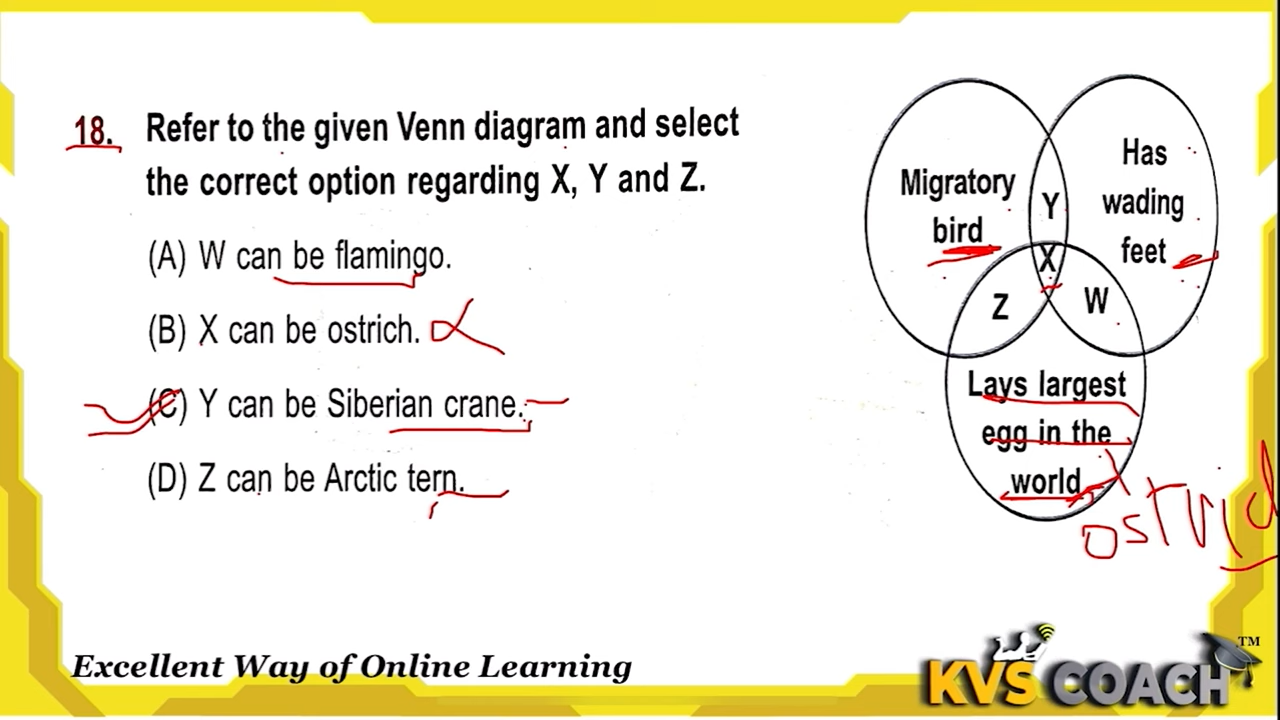 18. Refer to the given Venn diagram and select
the correct option regarding X, Y and Z.
(A) W can be flamingo.
(B) X can be ostrich.
(C) Y can be Siberian crane.
(D) Z can be Arctic tern.
Migratory
bird
Has
wading
feet
Y
X
Z
W
Lays largest
egg in the
world
Excellent Way of Online Learning
KVS COACH TM